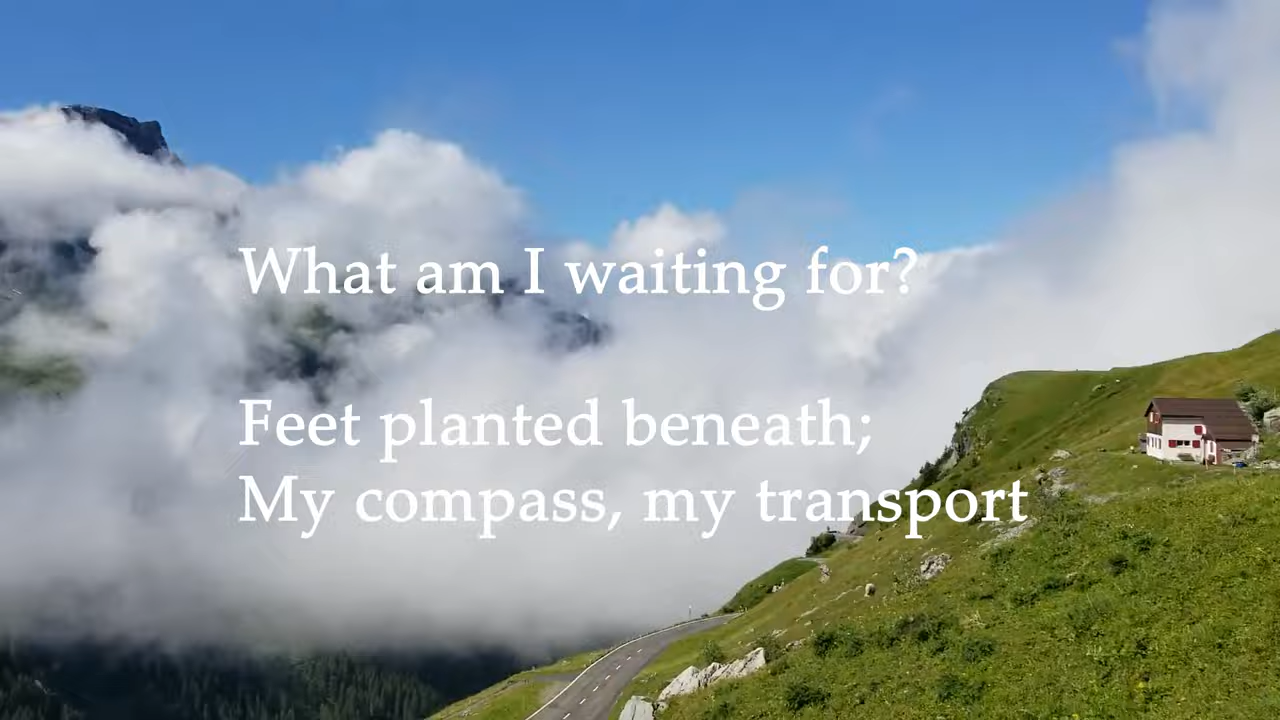 What am I waiting for?
Feet planted beneath;
My compass, my transport